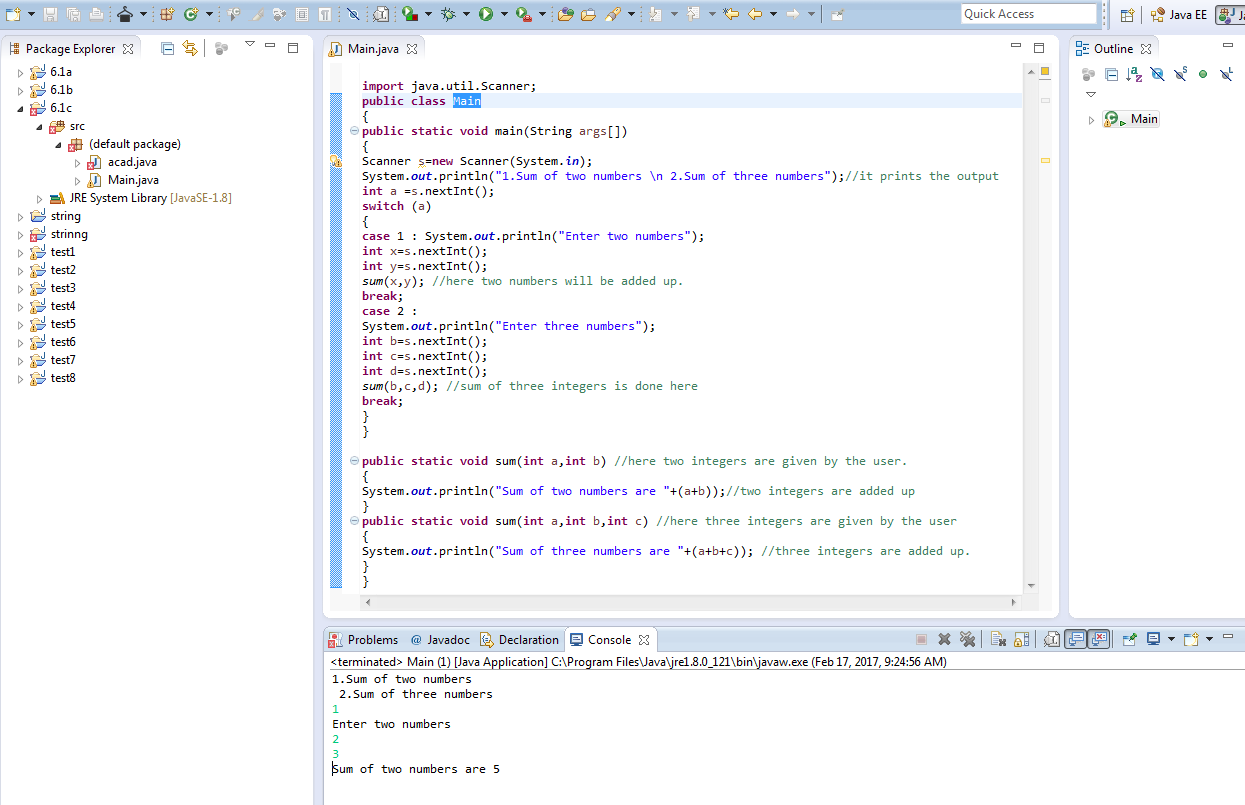 Quick Access
Java EE
Package Explorer
6.1a
6.1b
6.1c
src
(default package)
acad.java
Main.java
JRE System Library [JavaSE-1.8]
string
strinng
test1
test2
test3
test4
test5
test6
test7
test8
Main.java
import java.util.Scanner;
public class Main
{
public static void main(String args[])
{
Scanner s=new Scanner(System.in);
System.out.println("1.Sum of two numbers \n 2.Sum of three numbers");//it prints the output
int a =s.nextInt();
switch (a)
{
case 1 : System.out.println("Enter two numbers");
int x=s.nextInt();
int y=s.nextInt();
sum(x,y); //here two numbers will be added up.
break;
case 2 :
System.out.println("Enter three numbers");
int b=s.nextInt();
int c=s.nextInt();
int d=s.nextInt();
sum(b,c,d); //sum of three integers is done here
break;
}
}
public static void sum(int a,int b) //here two integers are given by the user.
{
System.out.println("Sum of two numbers are "+(a+b));//two integers are added up
}
public static void sum(int a,int b,int c) //here three integers are given by the user
{
System.out.println("Sum of three numbers are "+(a+b+c)); //three integers are added up.
}
}
Outline
Main
Problems @ Javadoc Declaration Console
<terminated> Main (1) [Java Application] C:\Program Files\Java\jre1.8.0_121\bin\javaw.exe (Feb 17, 2017, 9:24:56 AM)
1.Sum of two numbers
 2.Sum of three numbers
1
Enter two numbers
2
3
Sum of two numbers are 5